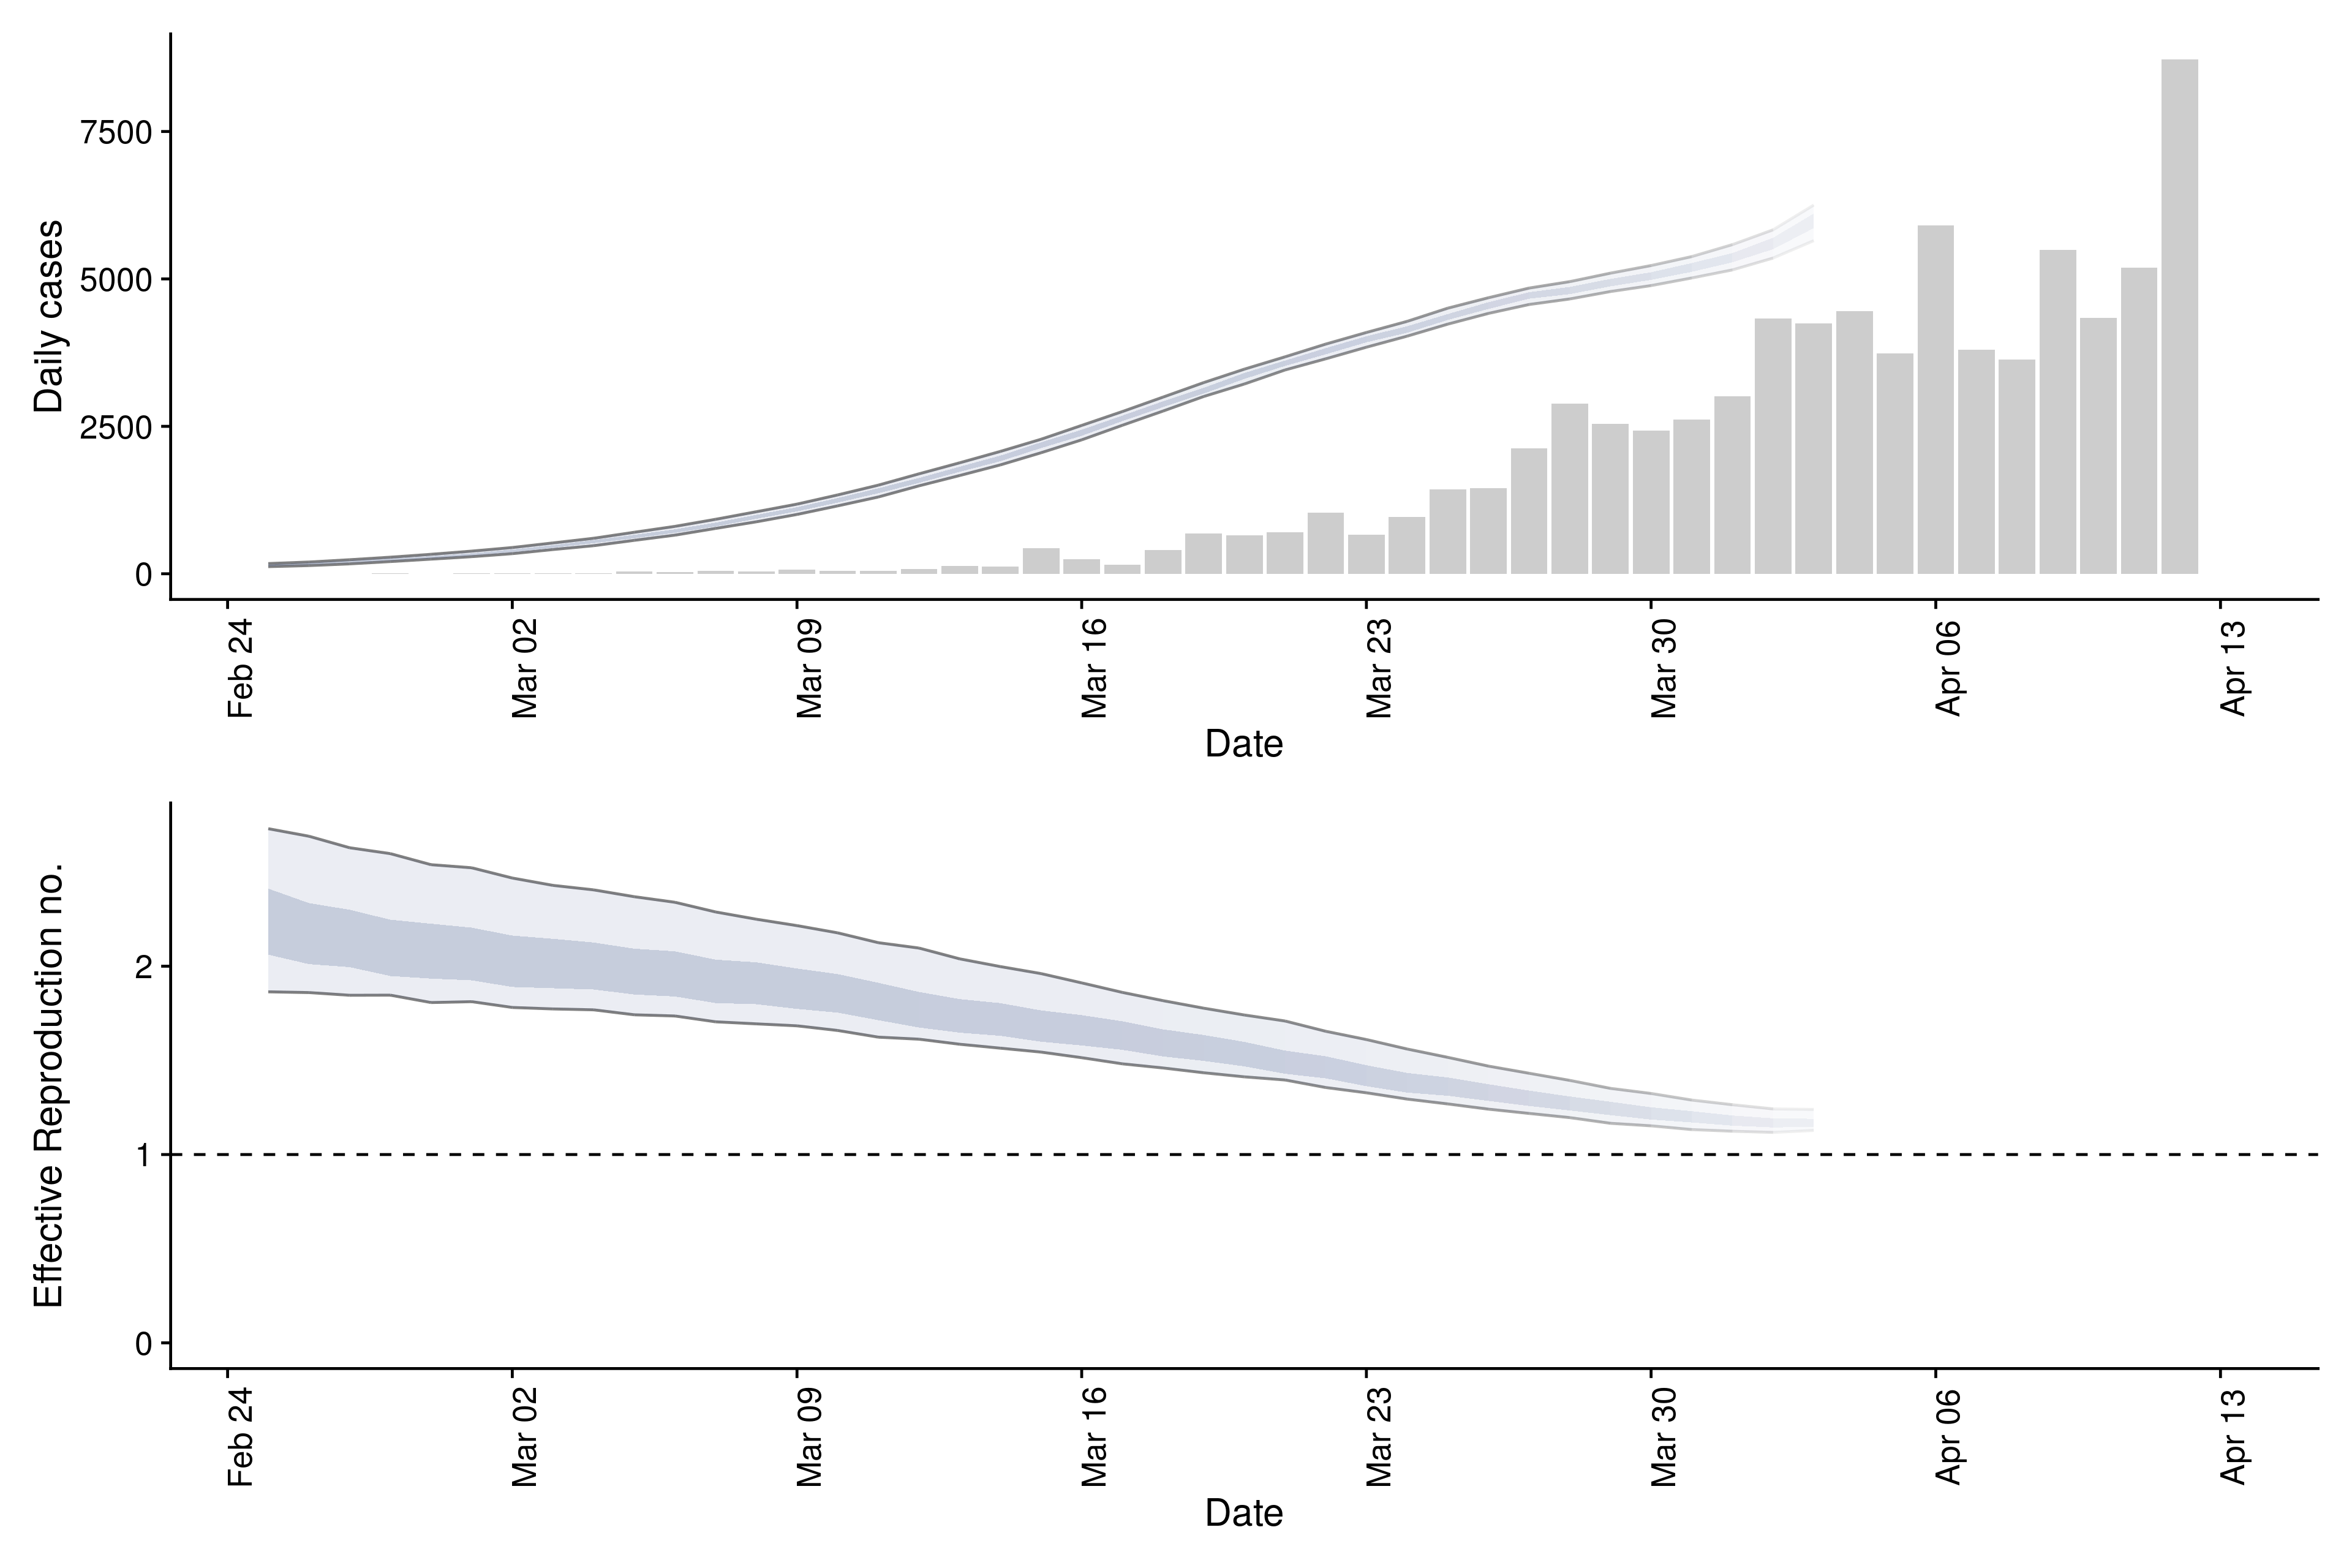 Daily cases
7500
5000
2500
0
Feb 24
Mar 02
Mar 09
Mar 16
Mar 23
Mar 30
Apr 06
Apr 13
Date
Effective Reproduction no.
2
1
0
Feb 24
Mar 02
Mar 09
Mar 16
Mar 23
Mar 30
Apr 06
Apr 13
Date